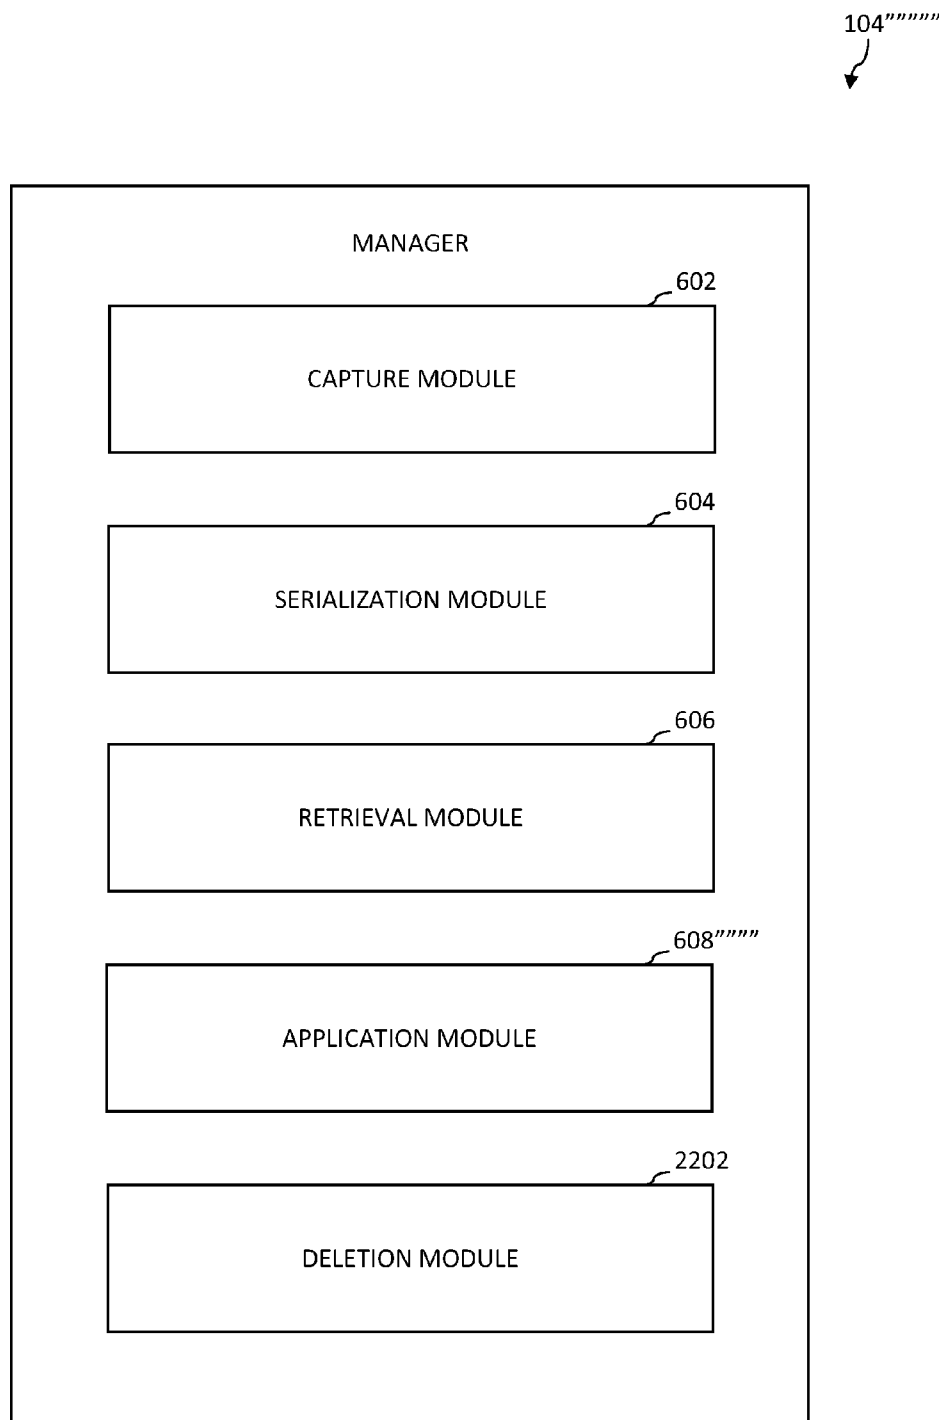 104”””””
MANAGER
602
CAPTURE MODULE
604
SERIALIZATION MODULE
606
RETRIEVAL MODULE
608””””
APPLICATION MODULE
2202
DELETION MODULE